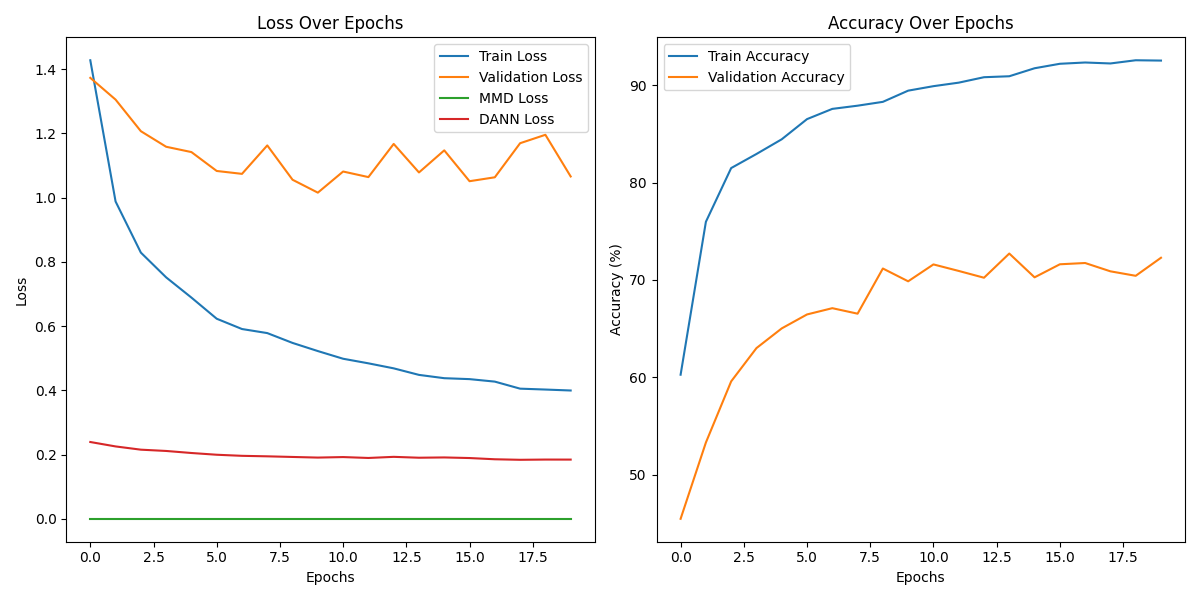 Loss Over Epochs
Train Loss
Validation Loss
MMD Loss
DANN Loss
1.4
1.2
1.0
0.8
0.6
0.4
0.2
0.0
Loss
0.0 2.5 5.0 7.5 10.0 12.5 15.0 17.5
Epochs
Accuracy Over Epochs
Train Accuracy
Validation Accuracy
90
80
70
60
50
Accuracy (%)
0.0 2.5 5.0 7.5 10.0 12.5 15.0 17.5
Epochs